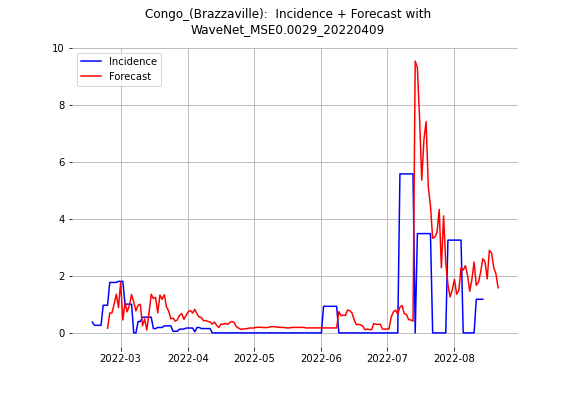 Congo_(Brazzaville):  Incidence + Forecast with
WaveNet_MSE0.0029_20220409
10
8
6
4
2
0
Incidence
Forecast
2022-03 2022-04 2022-05 2022-06 2022-07 2022-08